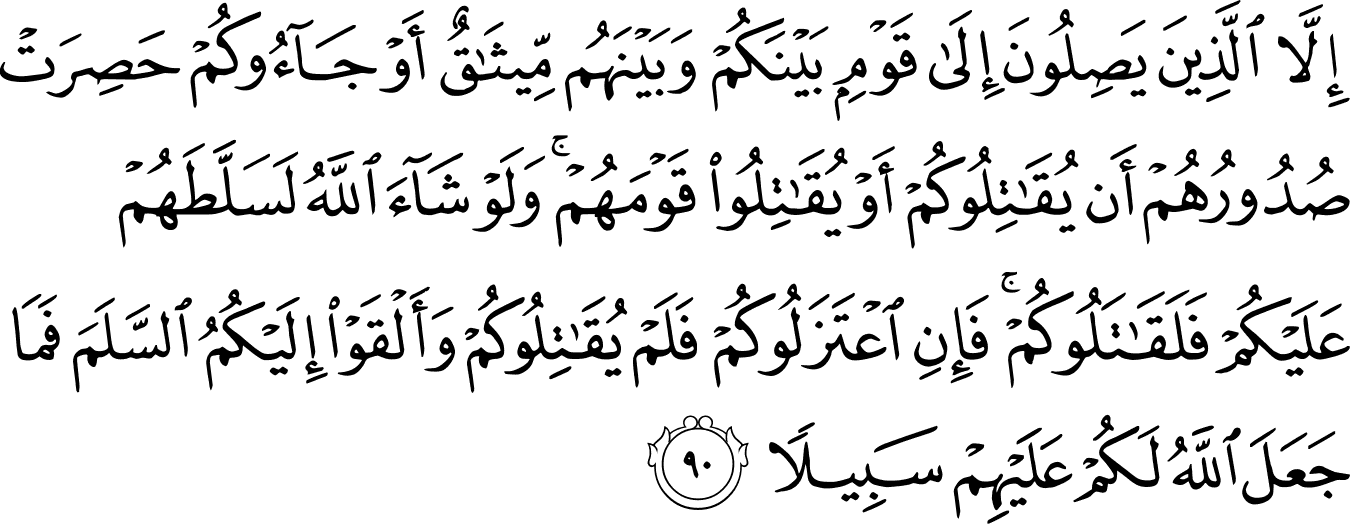 إِلَّا ٱلَّذِينَ يَصِلُونَ إِلَىٰ قَوْمِۭ بَيْنَكُمْ وَبَيْنَهُم مِّيثَـٰقٌ أَوْ جَآءُوكُمْ حَصِرَتْ
صُدُورُهُمْ أَن يُقَـٰتِلُوكُمْ أَوْ يُقَـٰتِلُوا۟ قَوْمَهُمْ ۚ وَلَوْ شَآءَ ٱللَّهُ لَسَلَّطَهُمْ
عَلَيْكُمْ فَلَقَـٰتَلُوكُمْ ۚ فَإِنِ ٱعْتَزَلُوكُمْ فَلَمْ يُقَـٰتِلُوكُمْ وَأَلْقَوْا۟ إِلَيْكُمُ ٱلسَّلَمَ فَمَا
جَعَلَ ٱللَّهُ لَكُمْ عَلَيْهِمْ سَبِيلًا ٩٠